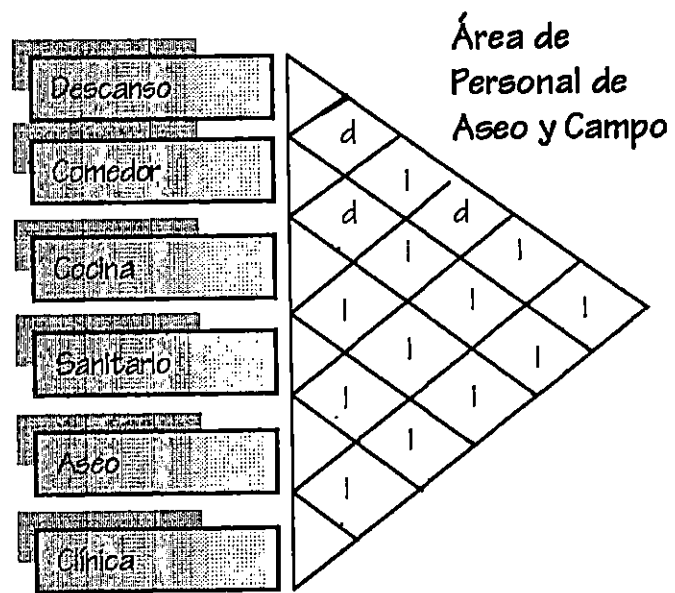 Área de
Personal de
Aseo y Campo
Descanso
Comedor
Cocina
Sanitario
Aseo
Clínica
d
l
d
d
l
l
l
l
l
l
l
l
l
l
l